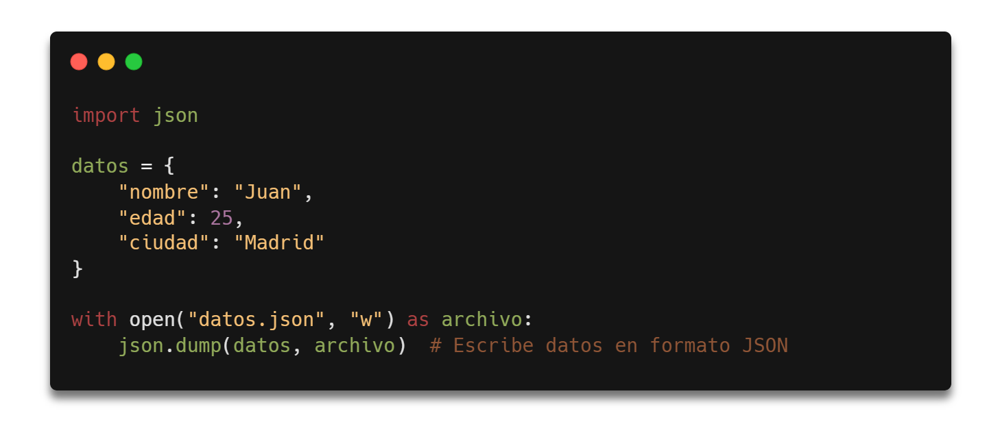 import json
datos = {
    "nombre": "Juan",
    "edad": 25,
    "ciudad": "Madrid"
}
with open("datos.json", "w") as archivo:
    json.dump(datos, archivo)  # Escribe datos en formato JSON